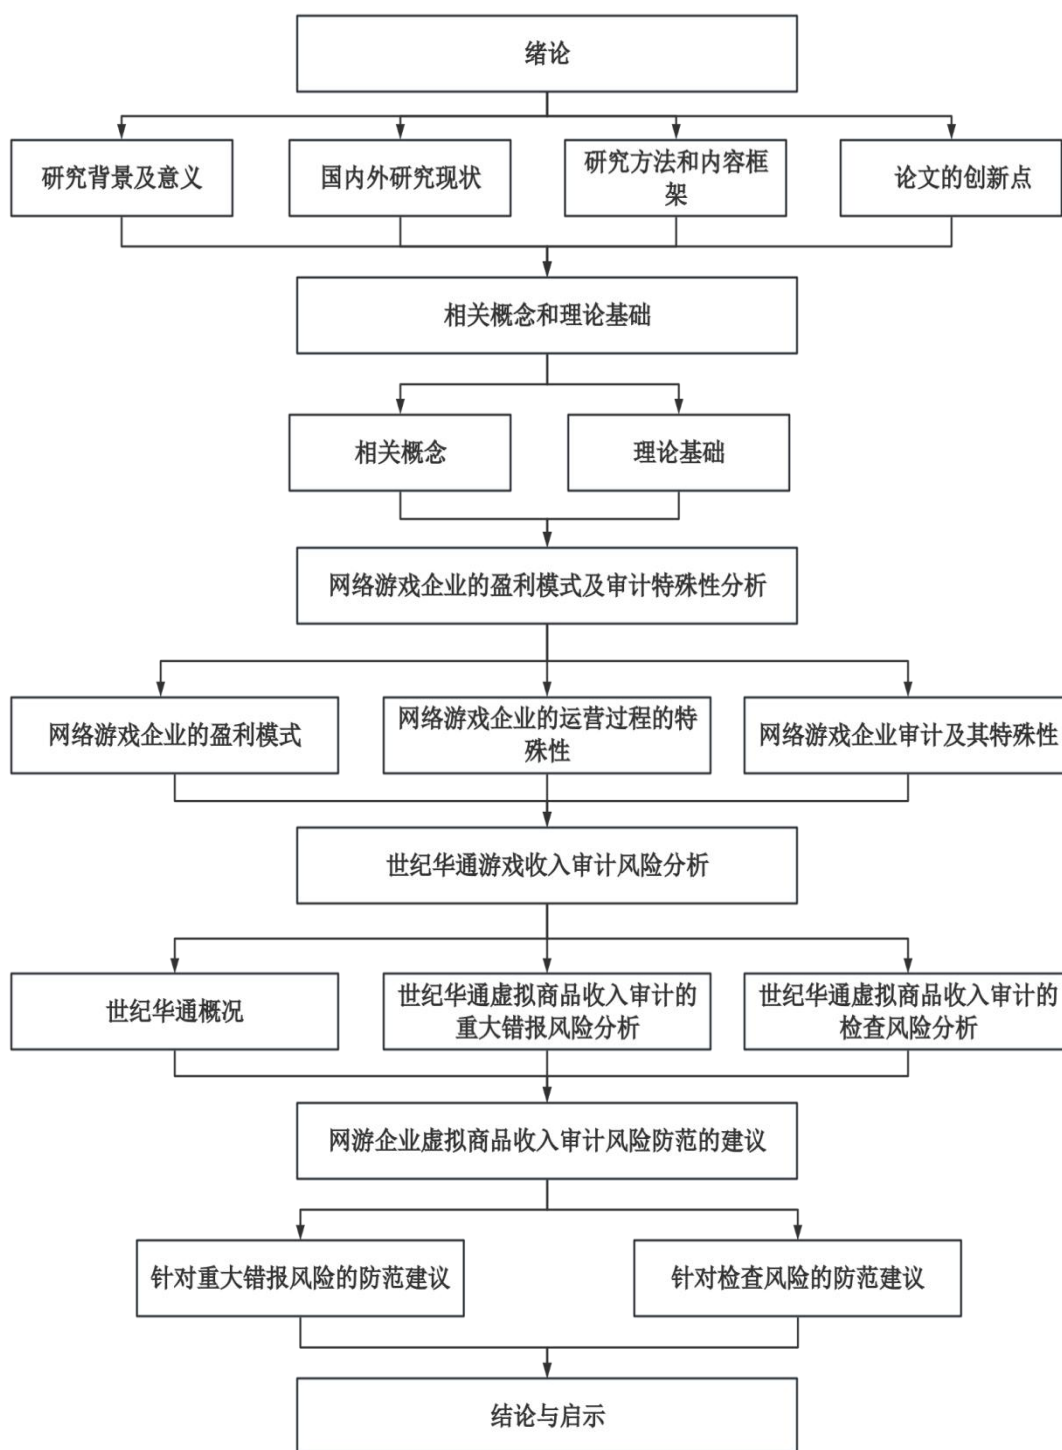 绪论
研究背景及意义
国内外研究现状
研究方法和内容框
架
论文的创新点
相关概念和理论基础
相关概念
理论基础
网络游戏企业的盈利模式及审计特殊性分析
网络游戏企业的盈利模式
网络游戏企业的运营过程的特
殊性
网络游戏企业审计及其特殊性
世纪华通游戏收入审计风险分析
世纪华通概况
世纪华通虚拟商品收入审计的
重大错报风险分析
世纪华通虚拟商品收入审计的
检查风险分析
网游企业虚拟商品收入审计风险防范的建议
针对重大错报风险的防范建议
针对检查风险的防范建议
结论与启示